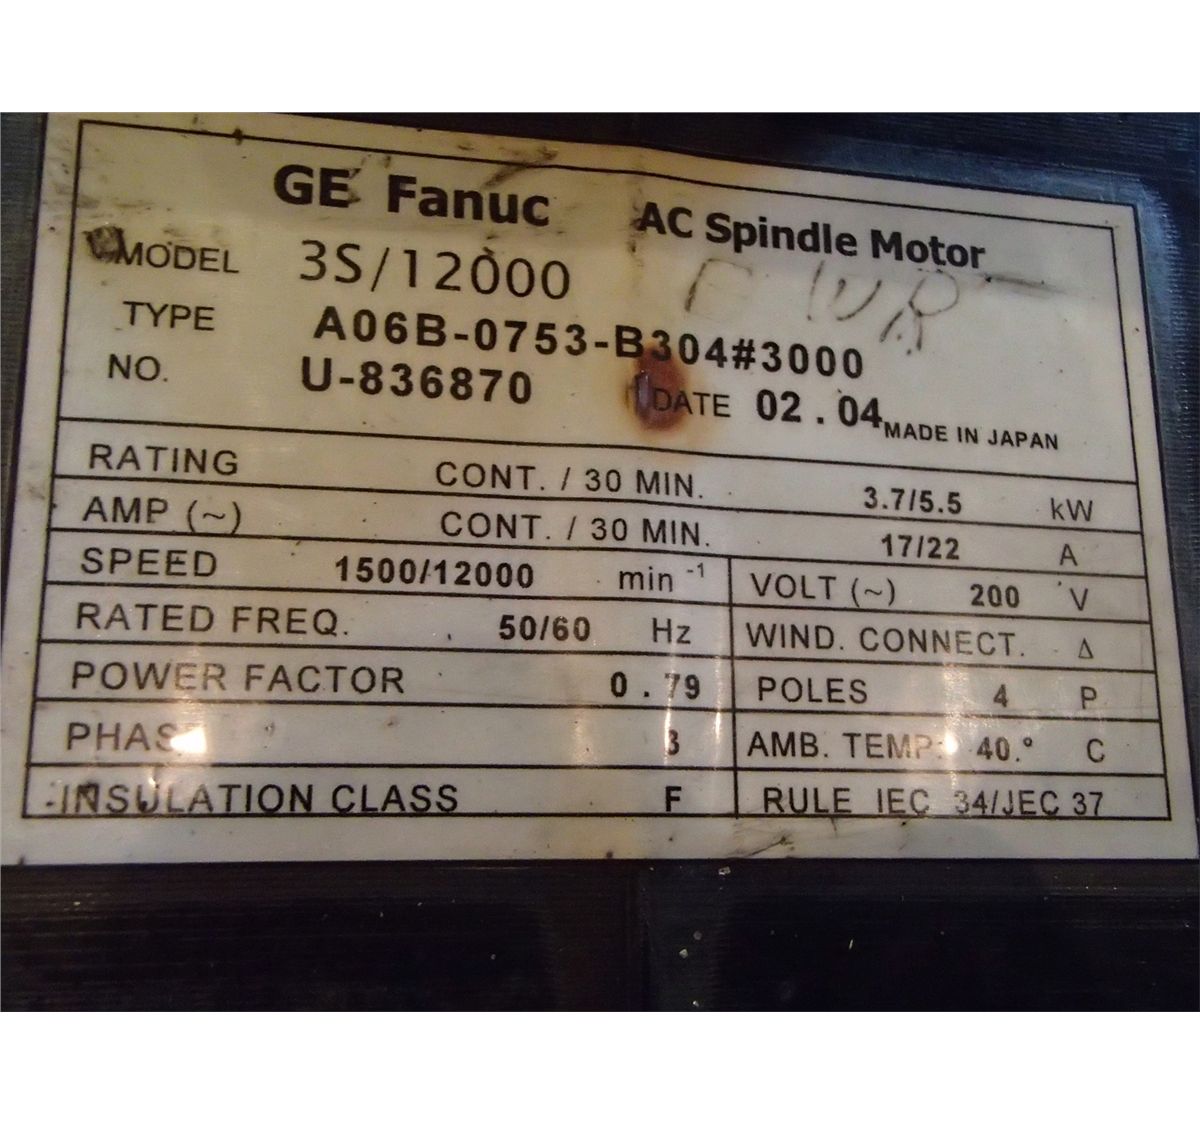 GE Fanuc AC Spindle Motor
MODEL 3S/12000
TYPE A06B-0753-B304#3000
NO. U-836870 DATE 02.04 MADE IN JAPAN
RATING CONT. / 30 MIN. 3.7/5.5 kW
AMP (~) CONT. / 30 MIN. 17/22 A
SPEED 1500/12000 min⁻¹ VOLT (~) 200 V
RATED FREQ. 50/60 Hz WIND. CONNECT. Δ
POWER FACTOR 0.79 POLES 4 P
PHASE 3 AMB. TEMP. 40.° C
INSULATION CLASS F RULE IEC 34/JEC 37